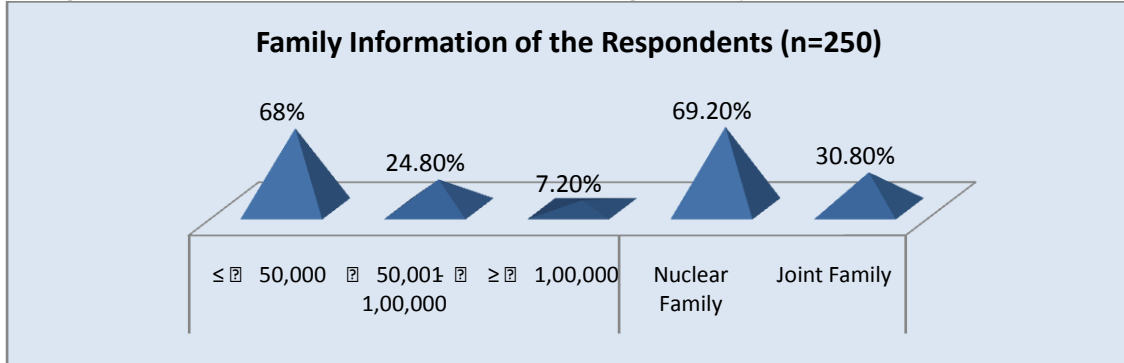 Family Information of the Respondents (n=250)
68%
24.80%
7.20%
69.20%
30.80%
≤ 50,000
50,001-
1,00,000
≥ 1,00,000
Nuclear
Family
Joint Family